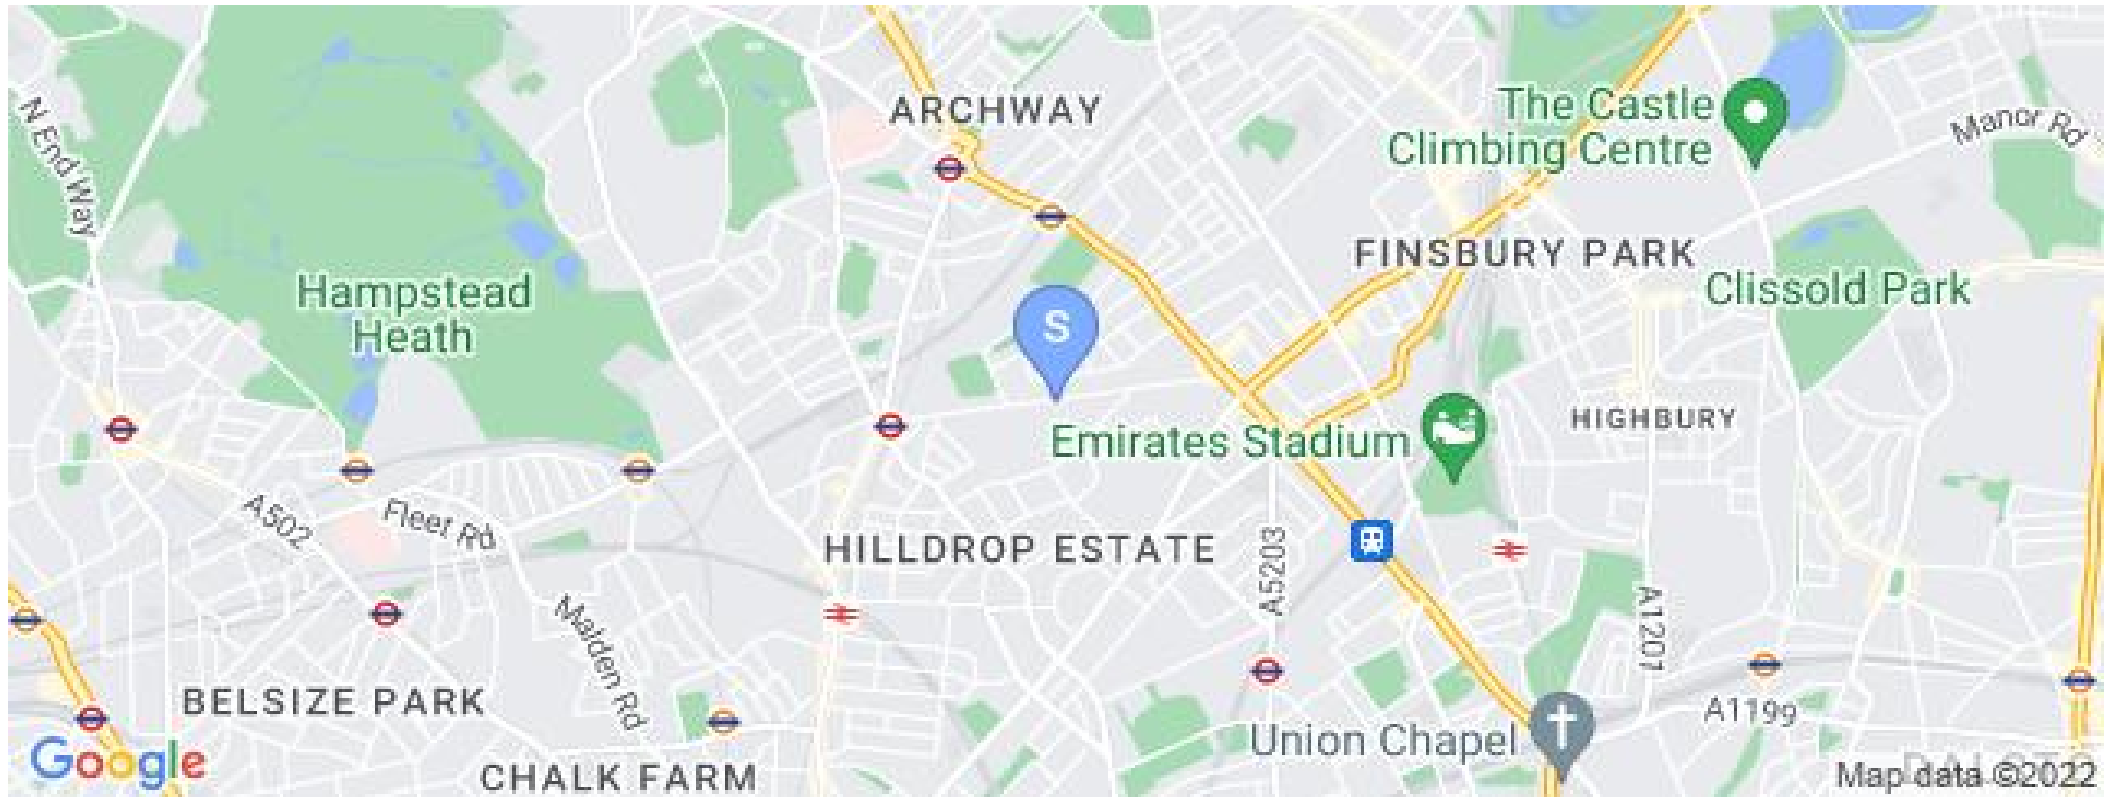 N End Way
ARCHWAY
The Castle
Climbing Centre
Manor Rd
FINSBURY PARK
Hampstead
Heath
Clissold Park
S
HIGHBURY
Emirates Stadium
A502
Fleet Rd
HILLDROP ESTATE
A5203
A1201
Malden Rd
BELSIZE PARK
A1199
Union Chapel
Google
CHALK FARM
Map data ©2022